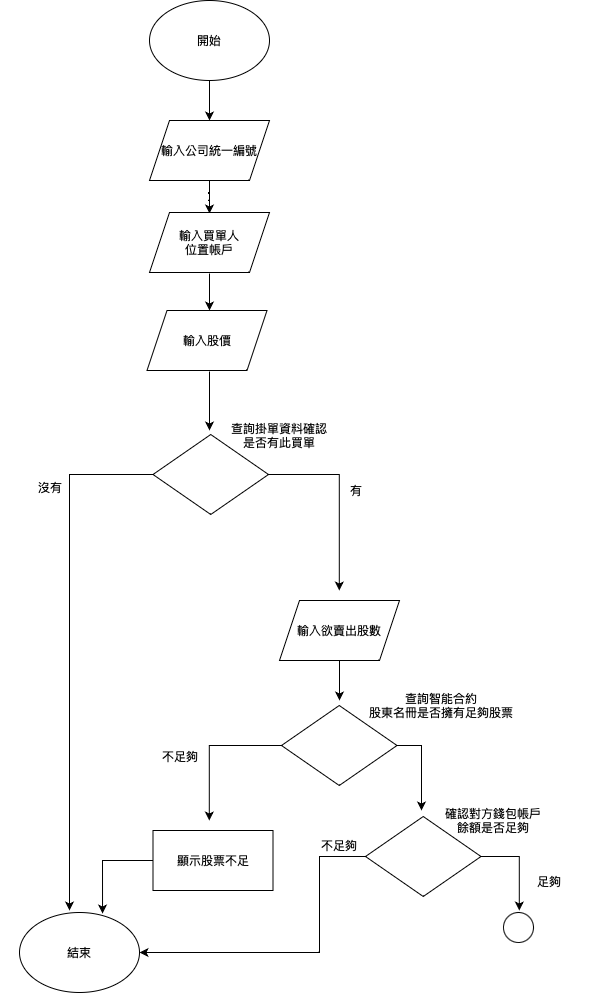 開始
輸入公司統一編號
輸入買單人
位置帳戶
輸入股價
查詢掛單資料確認
是否有此買單
沒有
有
輸入欲賣出股數
查詢智能合約
股東名冊是否擁有足夠股票
不足夠
確認對方錢包帳戶
餘額是否足夠
不足夠
顯示股票不足
足夠
結束